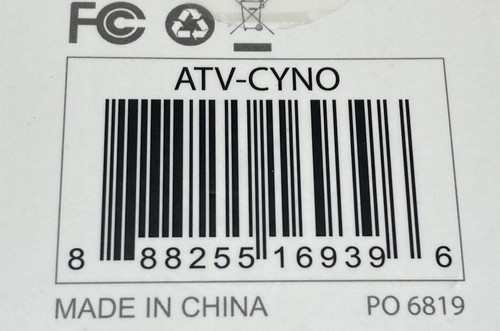 FC
ATV-CYNO
8 88255 16939 6
MADE IN CHINA PO 6819